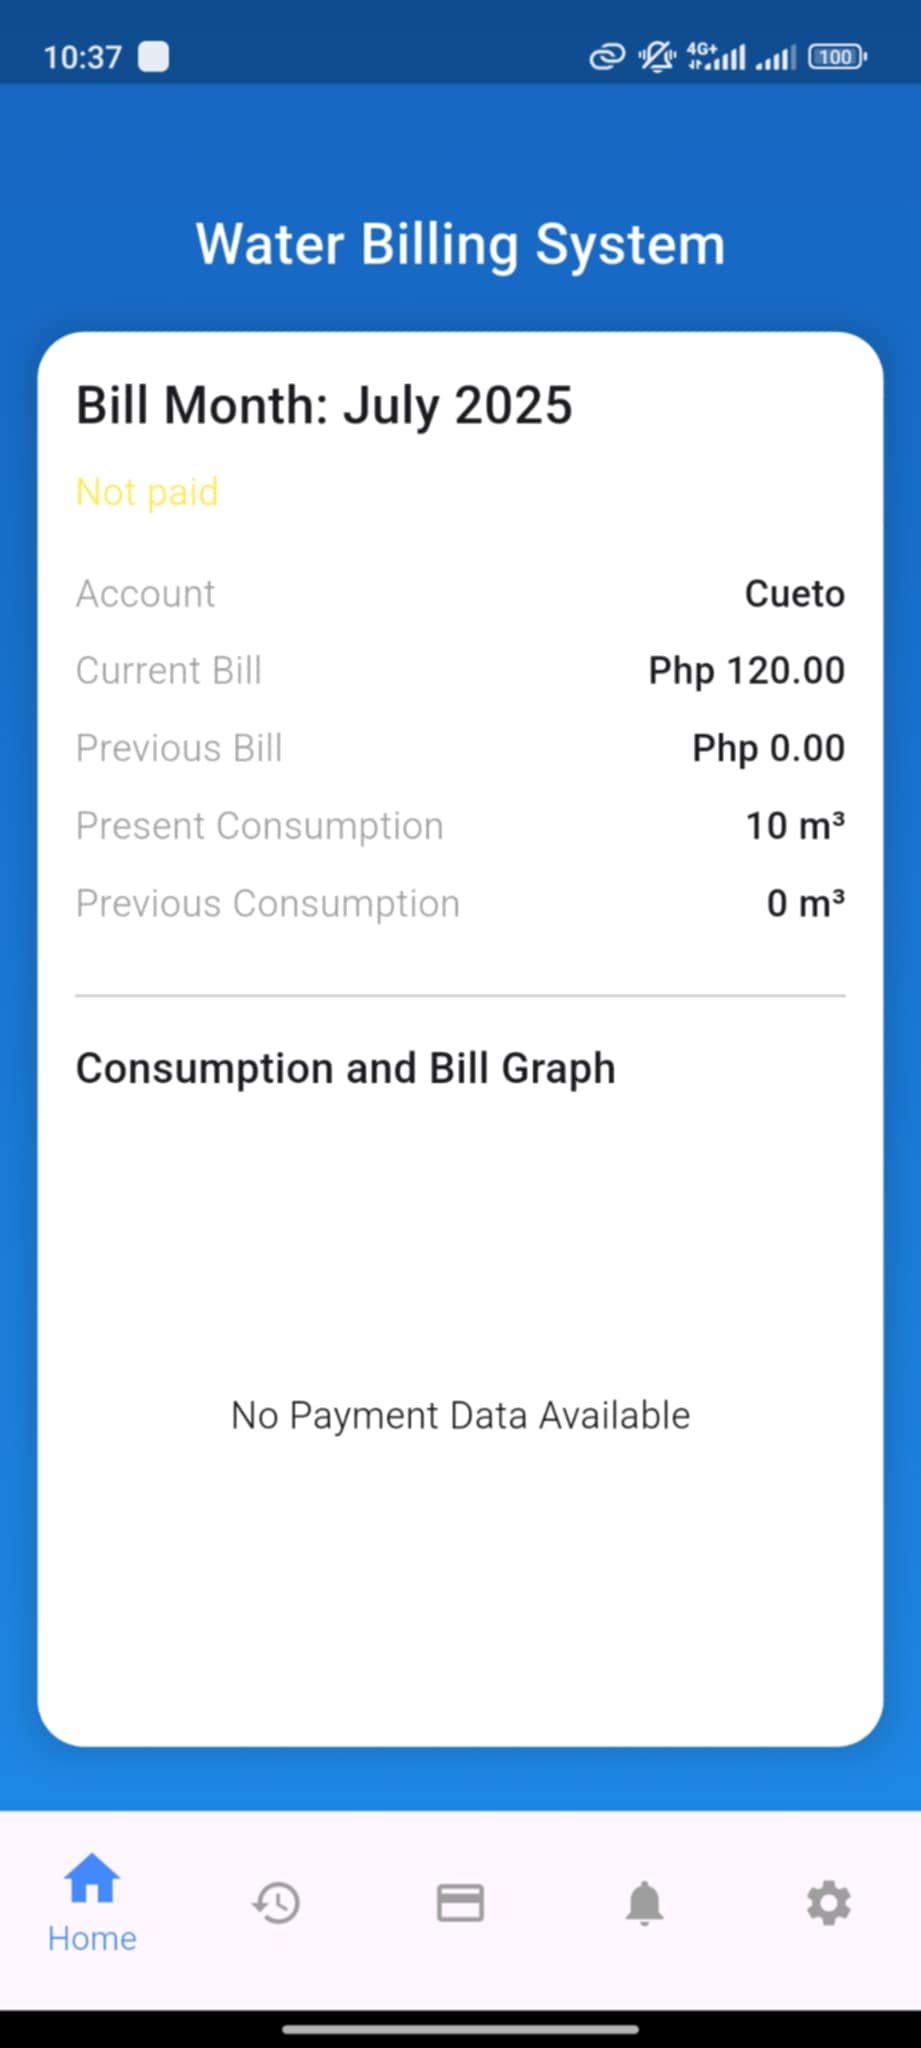 10:37
4G+
100
Water Billing System
Bill Month: July 2025
Not paid
Account Cueto
Current Bill Php 120.00
Previous Bill Php 0.00
Present Consumption 10 m³
Previous Consumption 0 m³
Consumption and Bill Graph
No Payment Data Available
Home